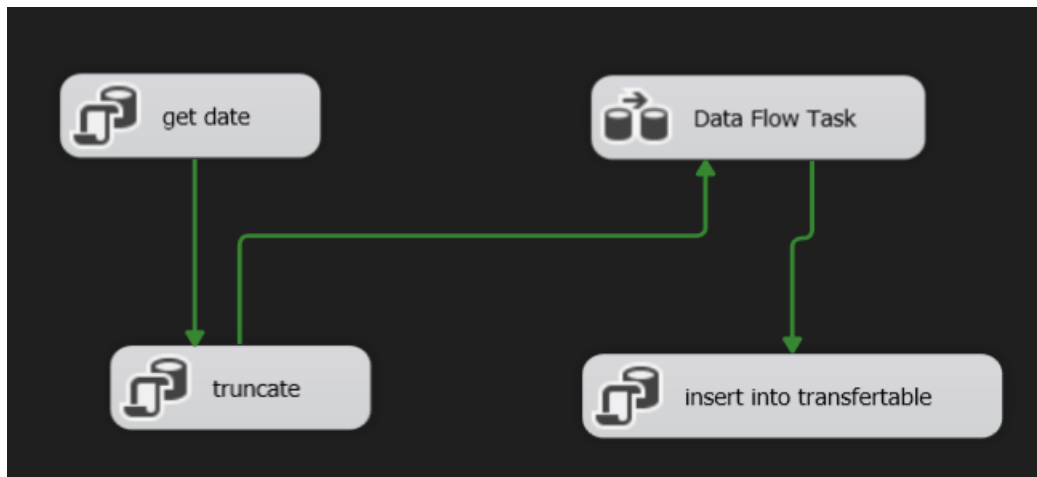 get date
Data Flow Task
truncate
insert into transfertable